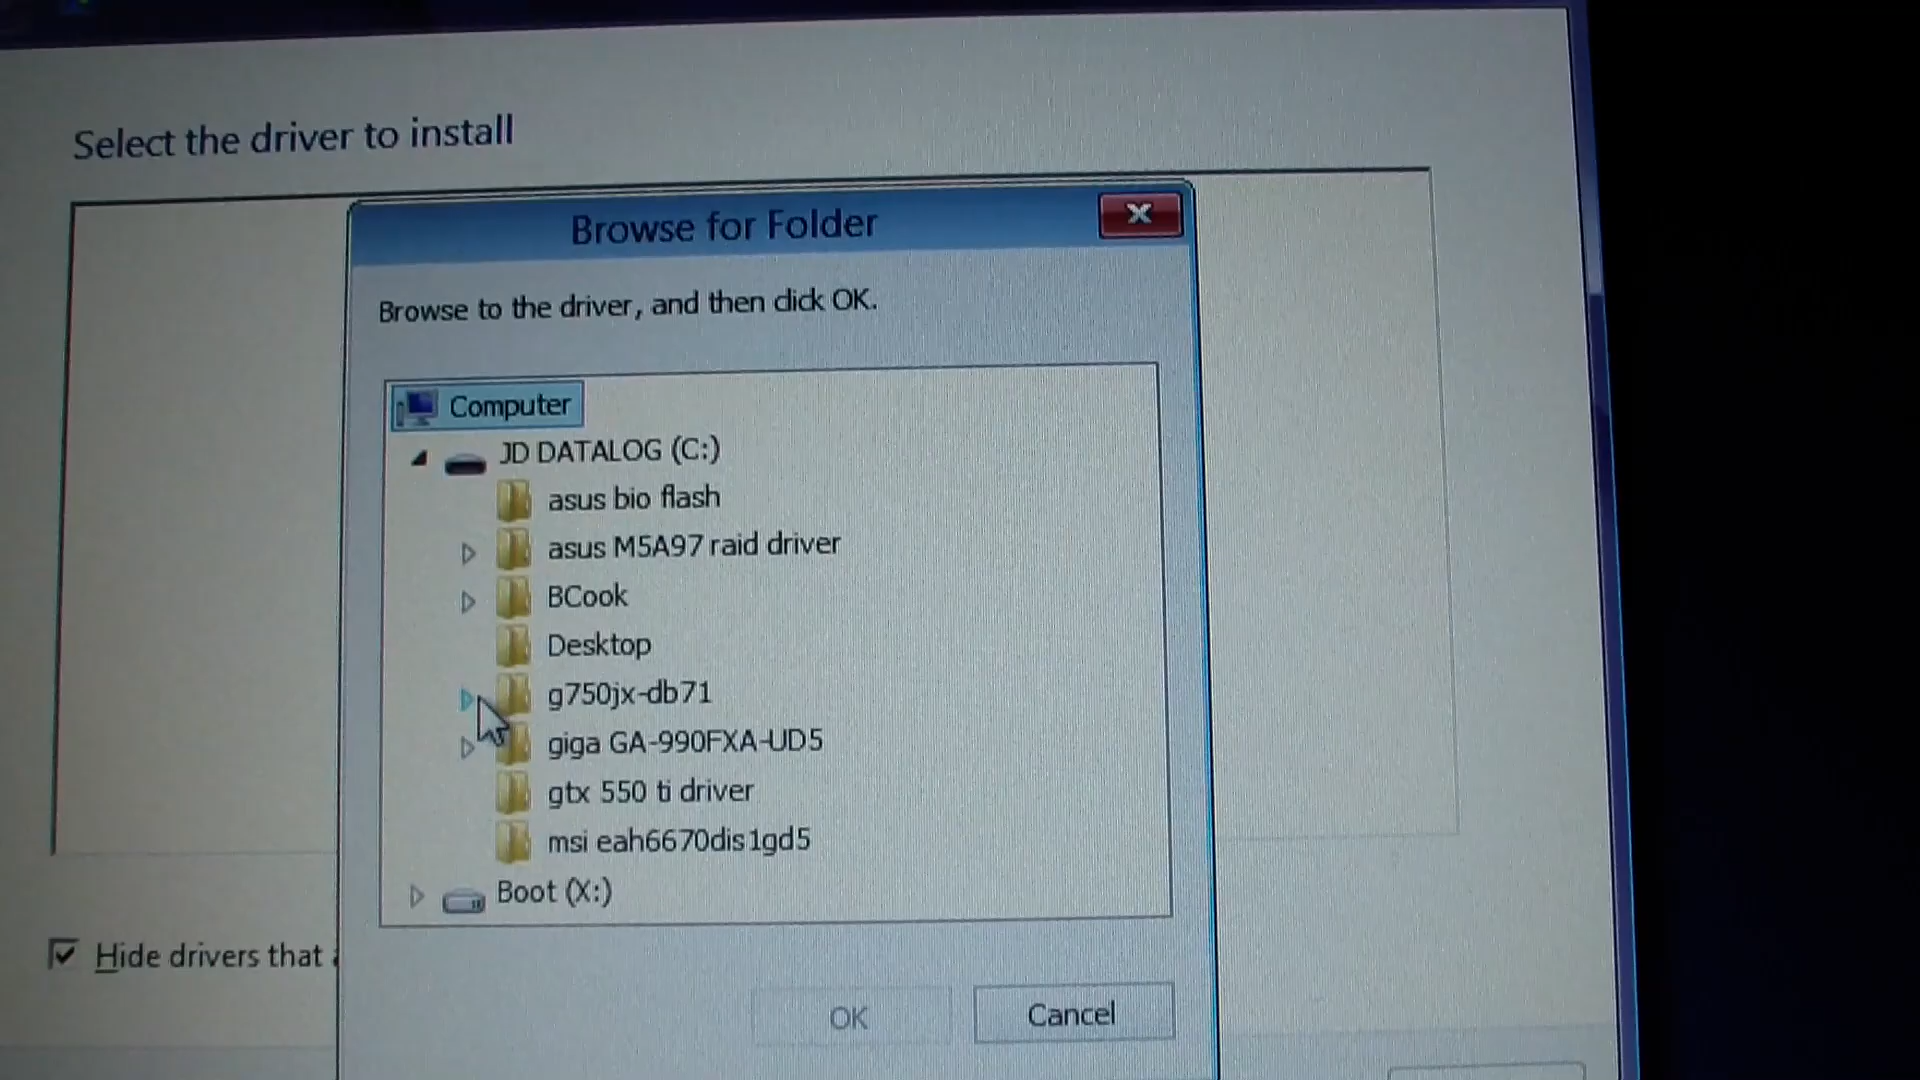 Select the driver to install
Browse for Folder
Browse to the driver, and then click OK.
Computer
JD DATALOG (C:)
asus bio flash
asus M5A97 raid driver
BCook
Desktop
g750jx-db71
giga GA-990FXA-UD5
gtx 550 ti driver
msi eah6670dis1gd5
Boot (X:)
Hide drivers that
OK
Cancel